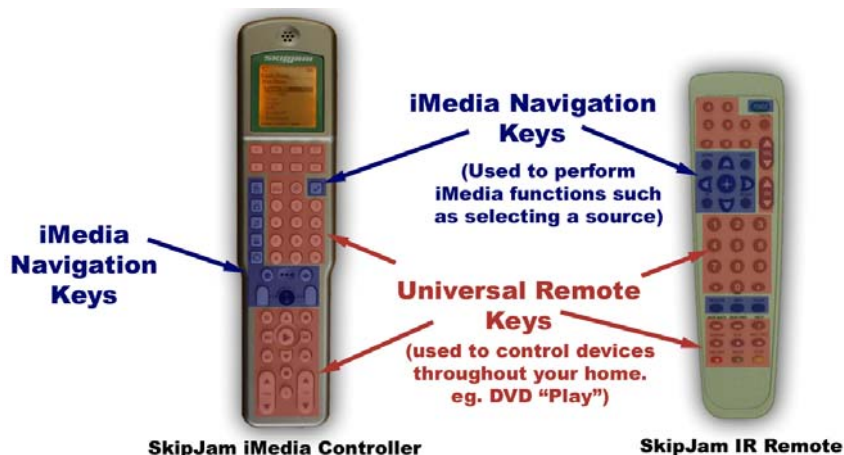 SKIPJAM
iMedia Navigation
Keys
(Used to perform
iMedia functions such
as selecting a source)
iMedia
Navigation
Keys
Universal Remote
Keys
(used to control devices
throughout your home.
eg. DVD “Play”)
SkipJam iMedia Controller
SkipJam IR Remote